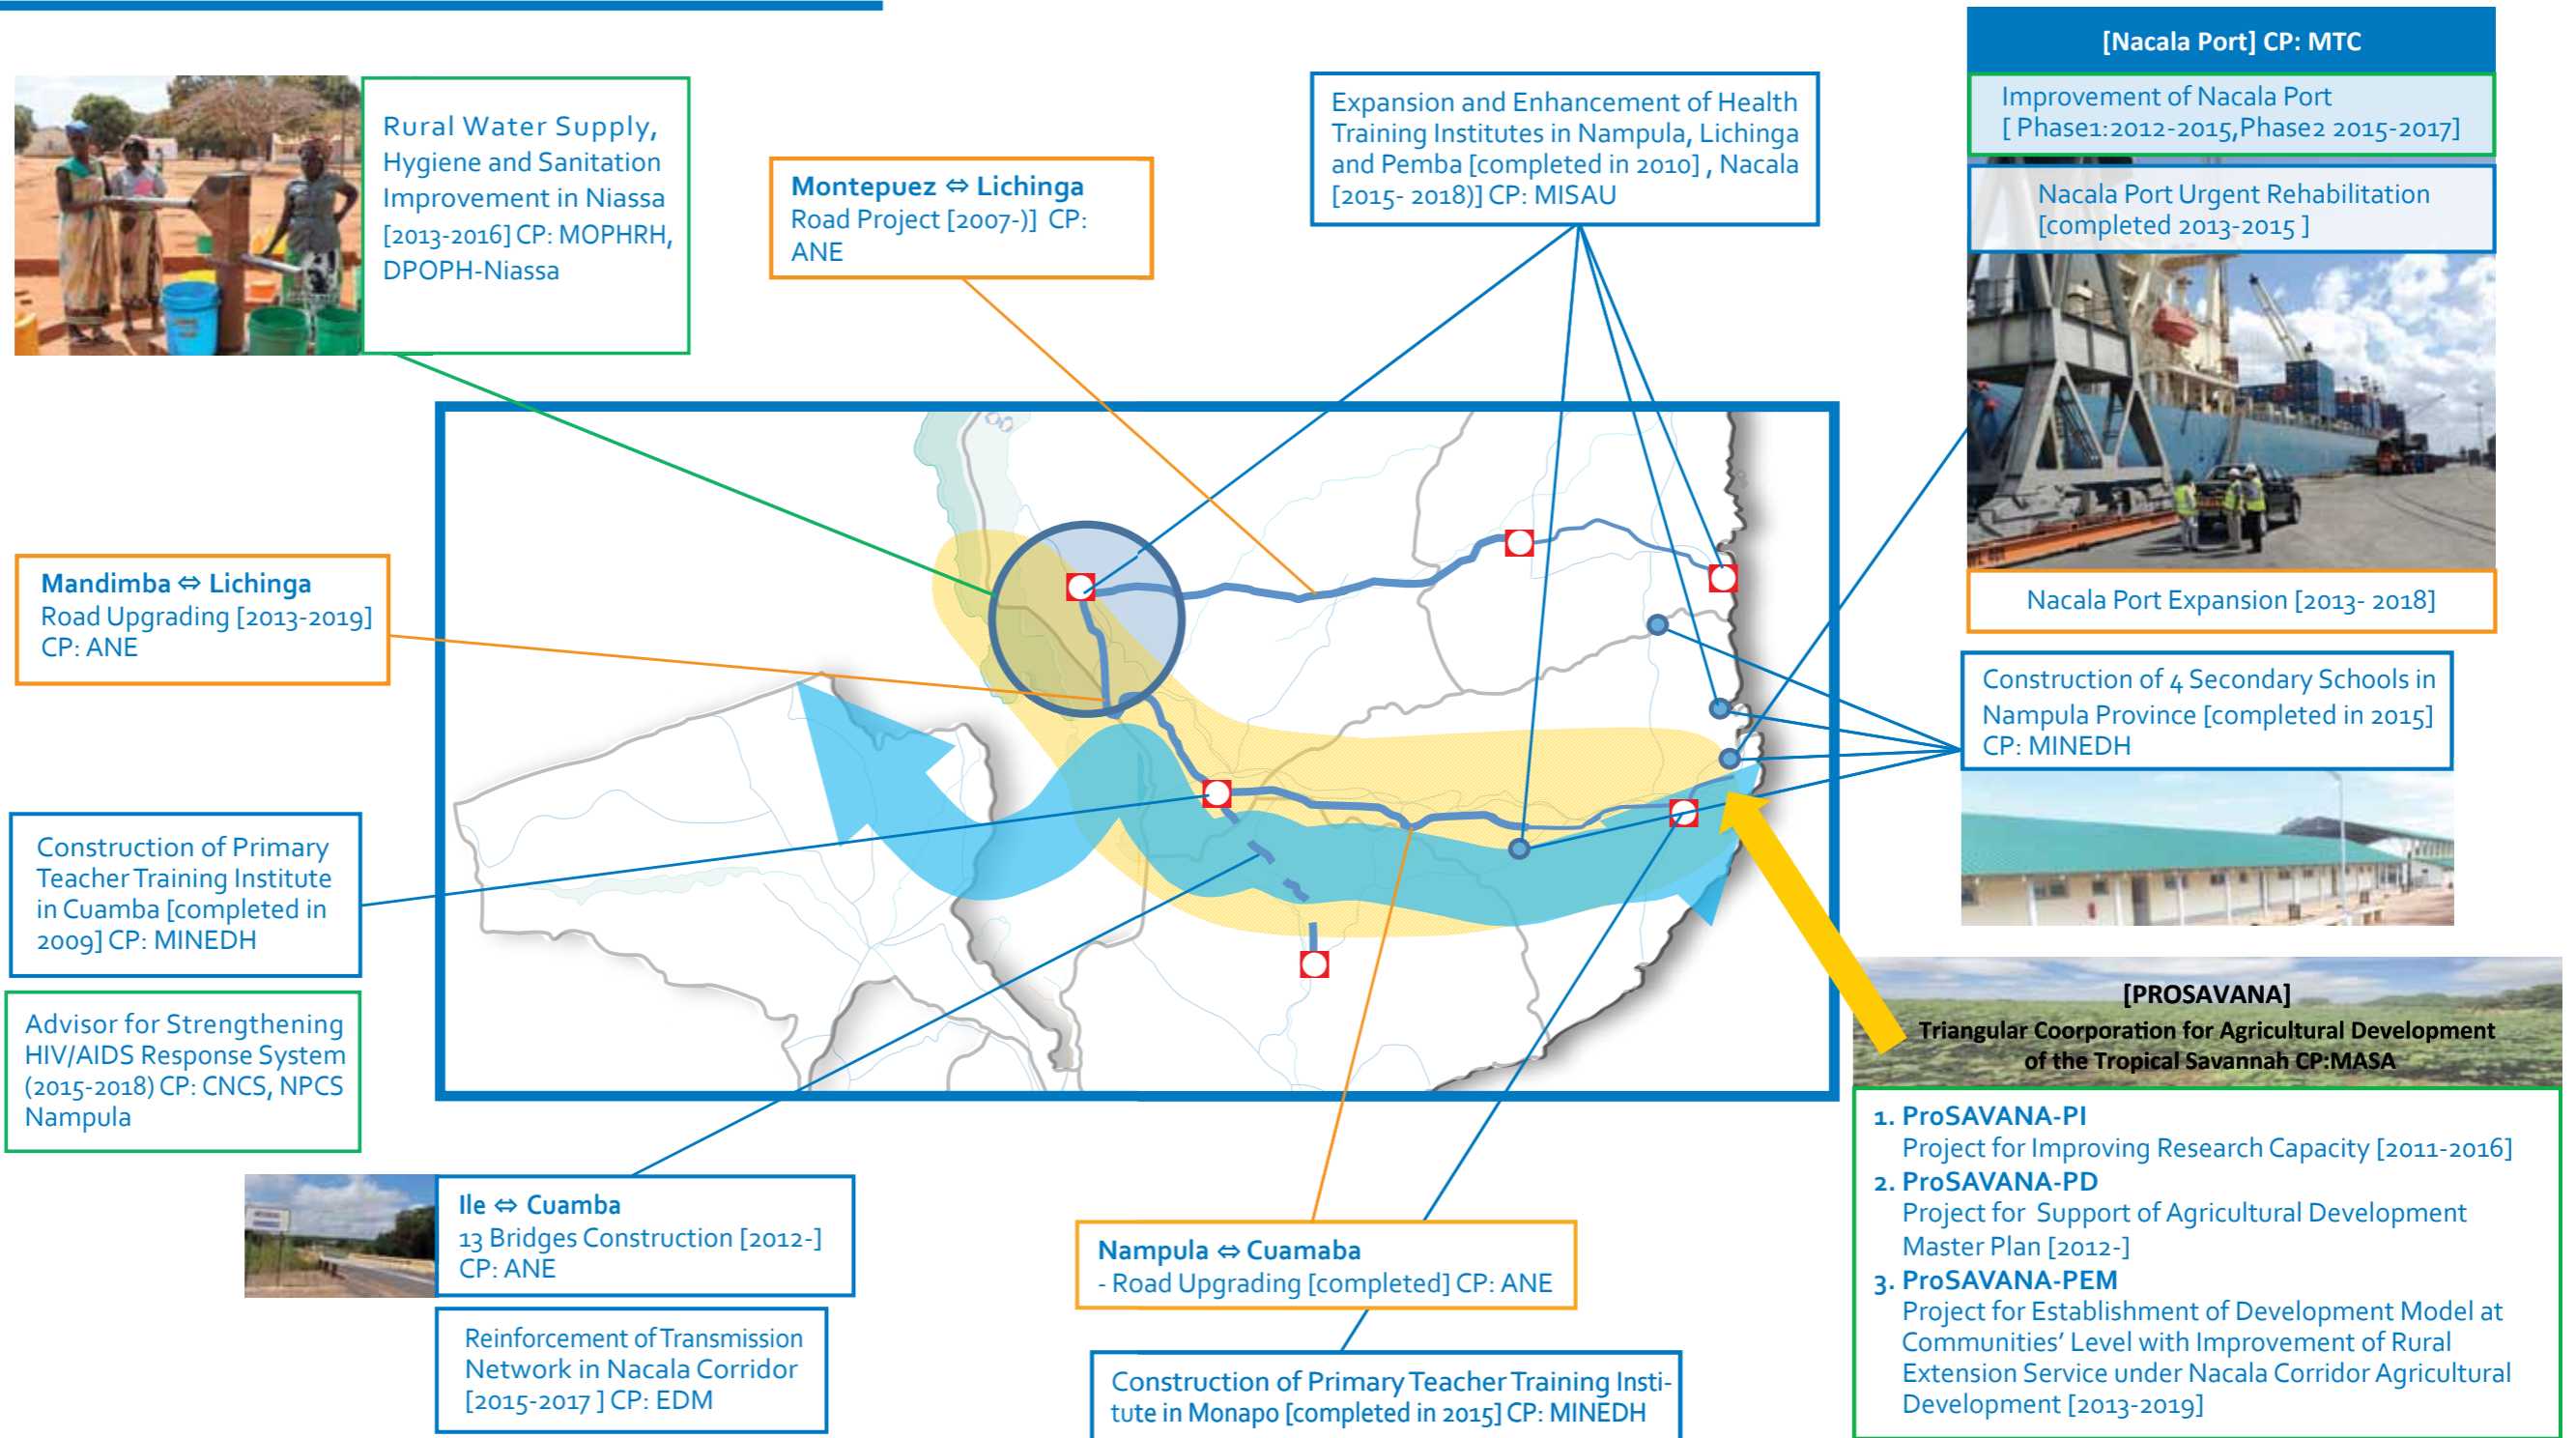 Rural Water Supply,
Hygiene and Sanitation
Improvement in Niassa
[2013-2016] CP: MOPHRH,
DPOPH-Niassa
Montepuez ⇔ Lichinga
Road Project [2007-)] CP:
ANE
Expansion and Enhancement of Health
Training Institutes in Nampula, Lichinga
and Pemba [completed in 2010] , Nacala
[2015- 2018)] CP: MISAU
[Nacala Port] CP: MTC
Improvement of Nacala Port
[ Phase1:2012-2015,Phase2 2015-2017]
Nacala Port Urgent Rehabilitation
[completed 2013-2015 ]
Nacala Port Expansion [2013- 2018]
Mandimba ⇔ Lichinga
Road Upgrading [2013-2019]
CP: ANE
Construction of 4 Secondary Schools in
Nampula Province [completed in 2015]
CP: MINEDH
Construction of Primary
Teacher Training Institute
in Cuamba [completed in
2009] CP: MINEDH
Advisor for Strengthening
HIV/AIDS Response System
(2015-2018) CP: CNCS, NPCS
Nampula
[PROSAVANA]
Triangular Coorporation for Agricultural Development
of the Tropical Savannah CP:MASA
1. ProSAVANA-PI
Project for Improving Research Capacity [2011-2016]
2. ProSAVANA-PD
Project for Support of Agricultural Development
Master Plan [2012-]
3. ProSAVANA-PEM
Project for Establishment of Development Model at
Communities' Level with Improvement of Rural
Extension Service under Nacala Corridor Agricultural
Development [2013-2019]
Ile ⇔ Cuamba
13 Bridges Construction [2012-]
CP: ANE
Reinforcement of Transmission
Network in Nacala Corridor
[2015-2017 ] CP: EDM
Nampula ⇔ Cuamaba
- Road Upgrading [completed] CP: ANE
Construction of Primary Teacher Training Insti-
tute in Monapo [completed in 2015] CP: MINEDH